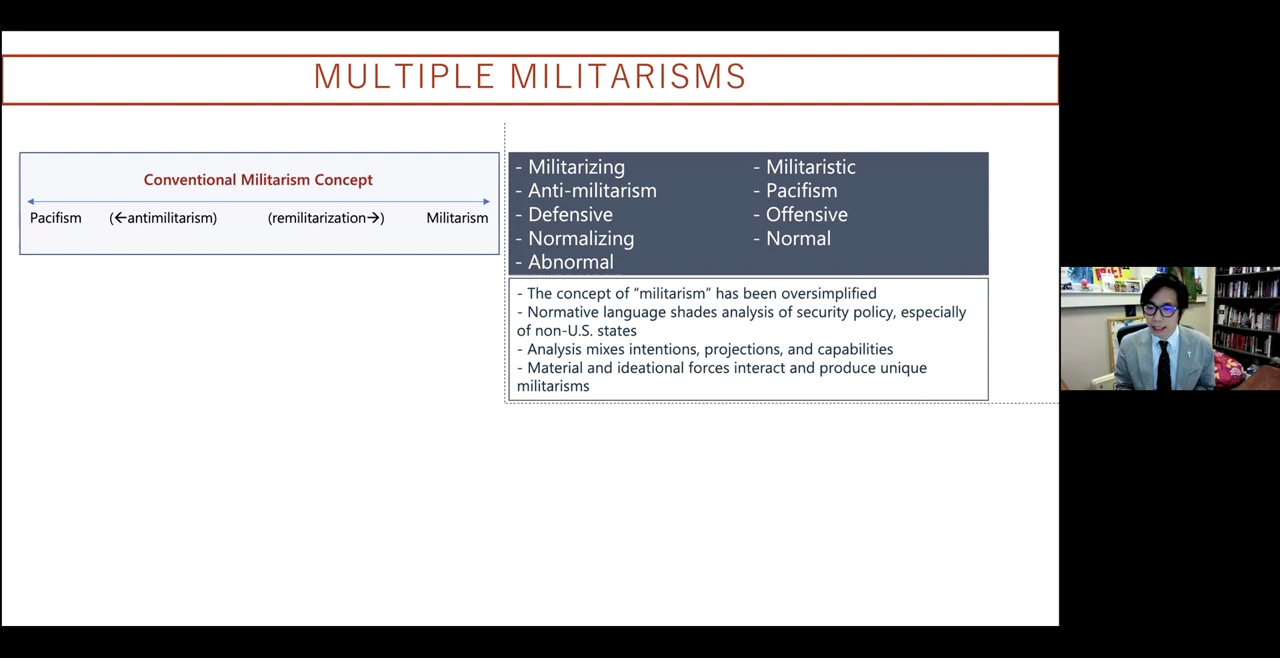 MULTIPLE MILITARISMS
Conventional Militarism Concept
Pacifism (←antimilitarism) (remilitarization→) Militarism
- Militarizing
- Anti-militarism
- Defensive
- Normalizing
- Abnormal
- Militaristic
- Pacifism
- Offensive
- Normal
- The concept of “militarism” has been oversimplified
- Normative language shades analysis of security policy, especially
of non-U.S. states
- Analysis mixes intentions, projections, and capabilities
- Material and ideational forces interact and produce unique
militarisms